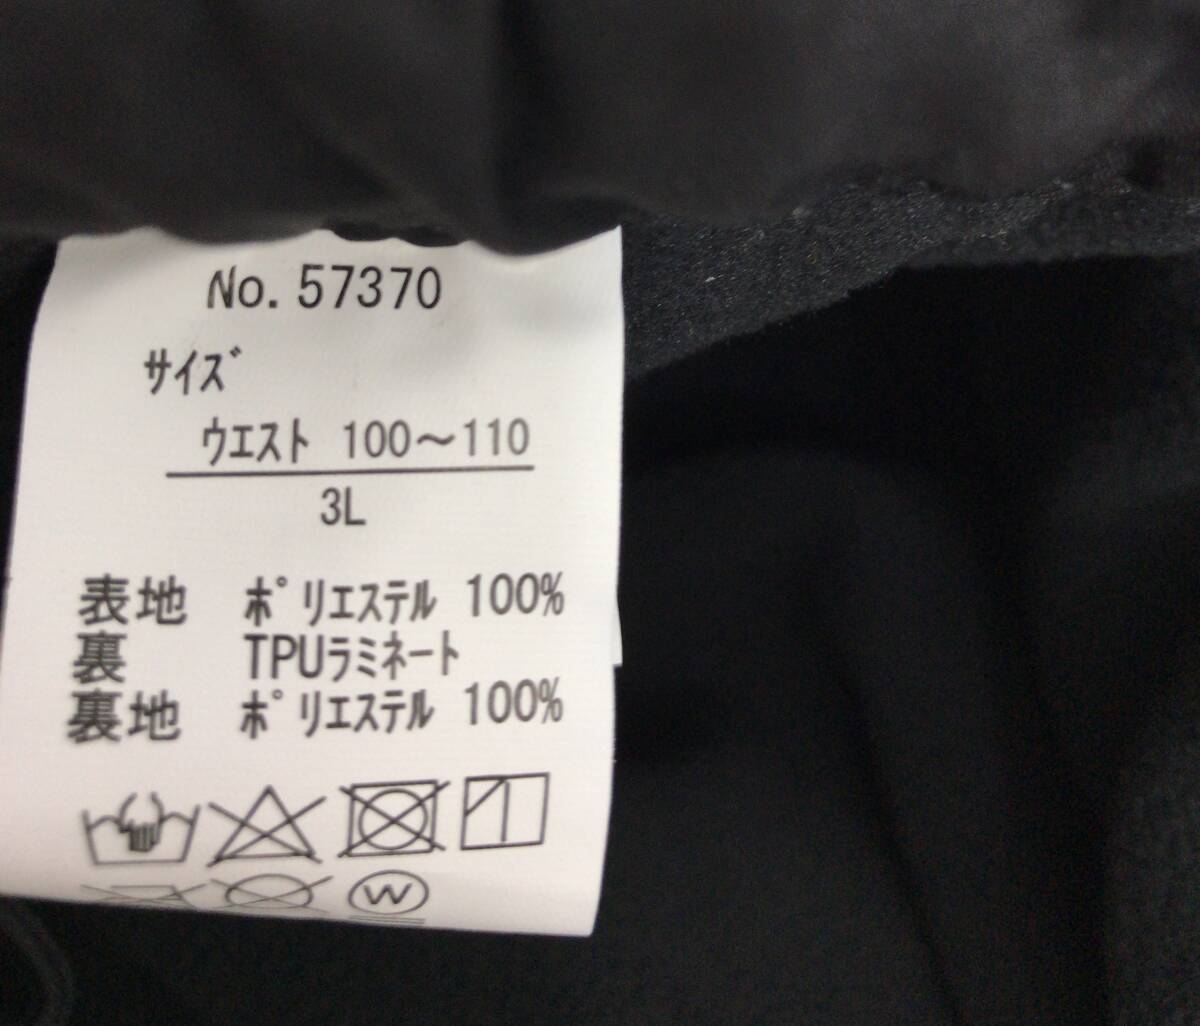 No. 57370
ｻｲｽﾞ
ｳｴｽﾄ 100～110
3L
表地 ﾎﾟﾘｴｽﾃﾙ 100%
裏 TPUﾗﾐﾈｰﾄ
裏地 ﾎﾟﾘｴｽﾃﾙ 100%
W